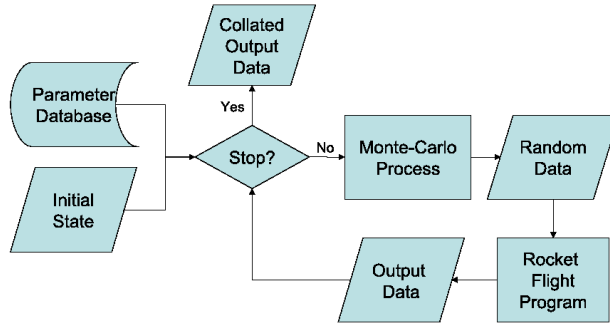 Collated
Output
Data
Parameter
Database
Yes
Stop?
No
Monte-Carlo
Process
Random
Data
Initial
State
Output
Data
Rocket
Flight
Program